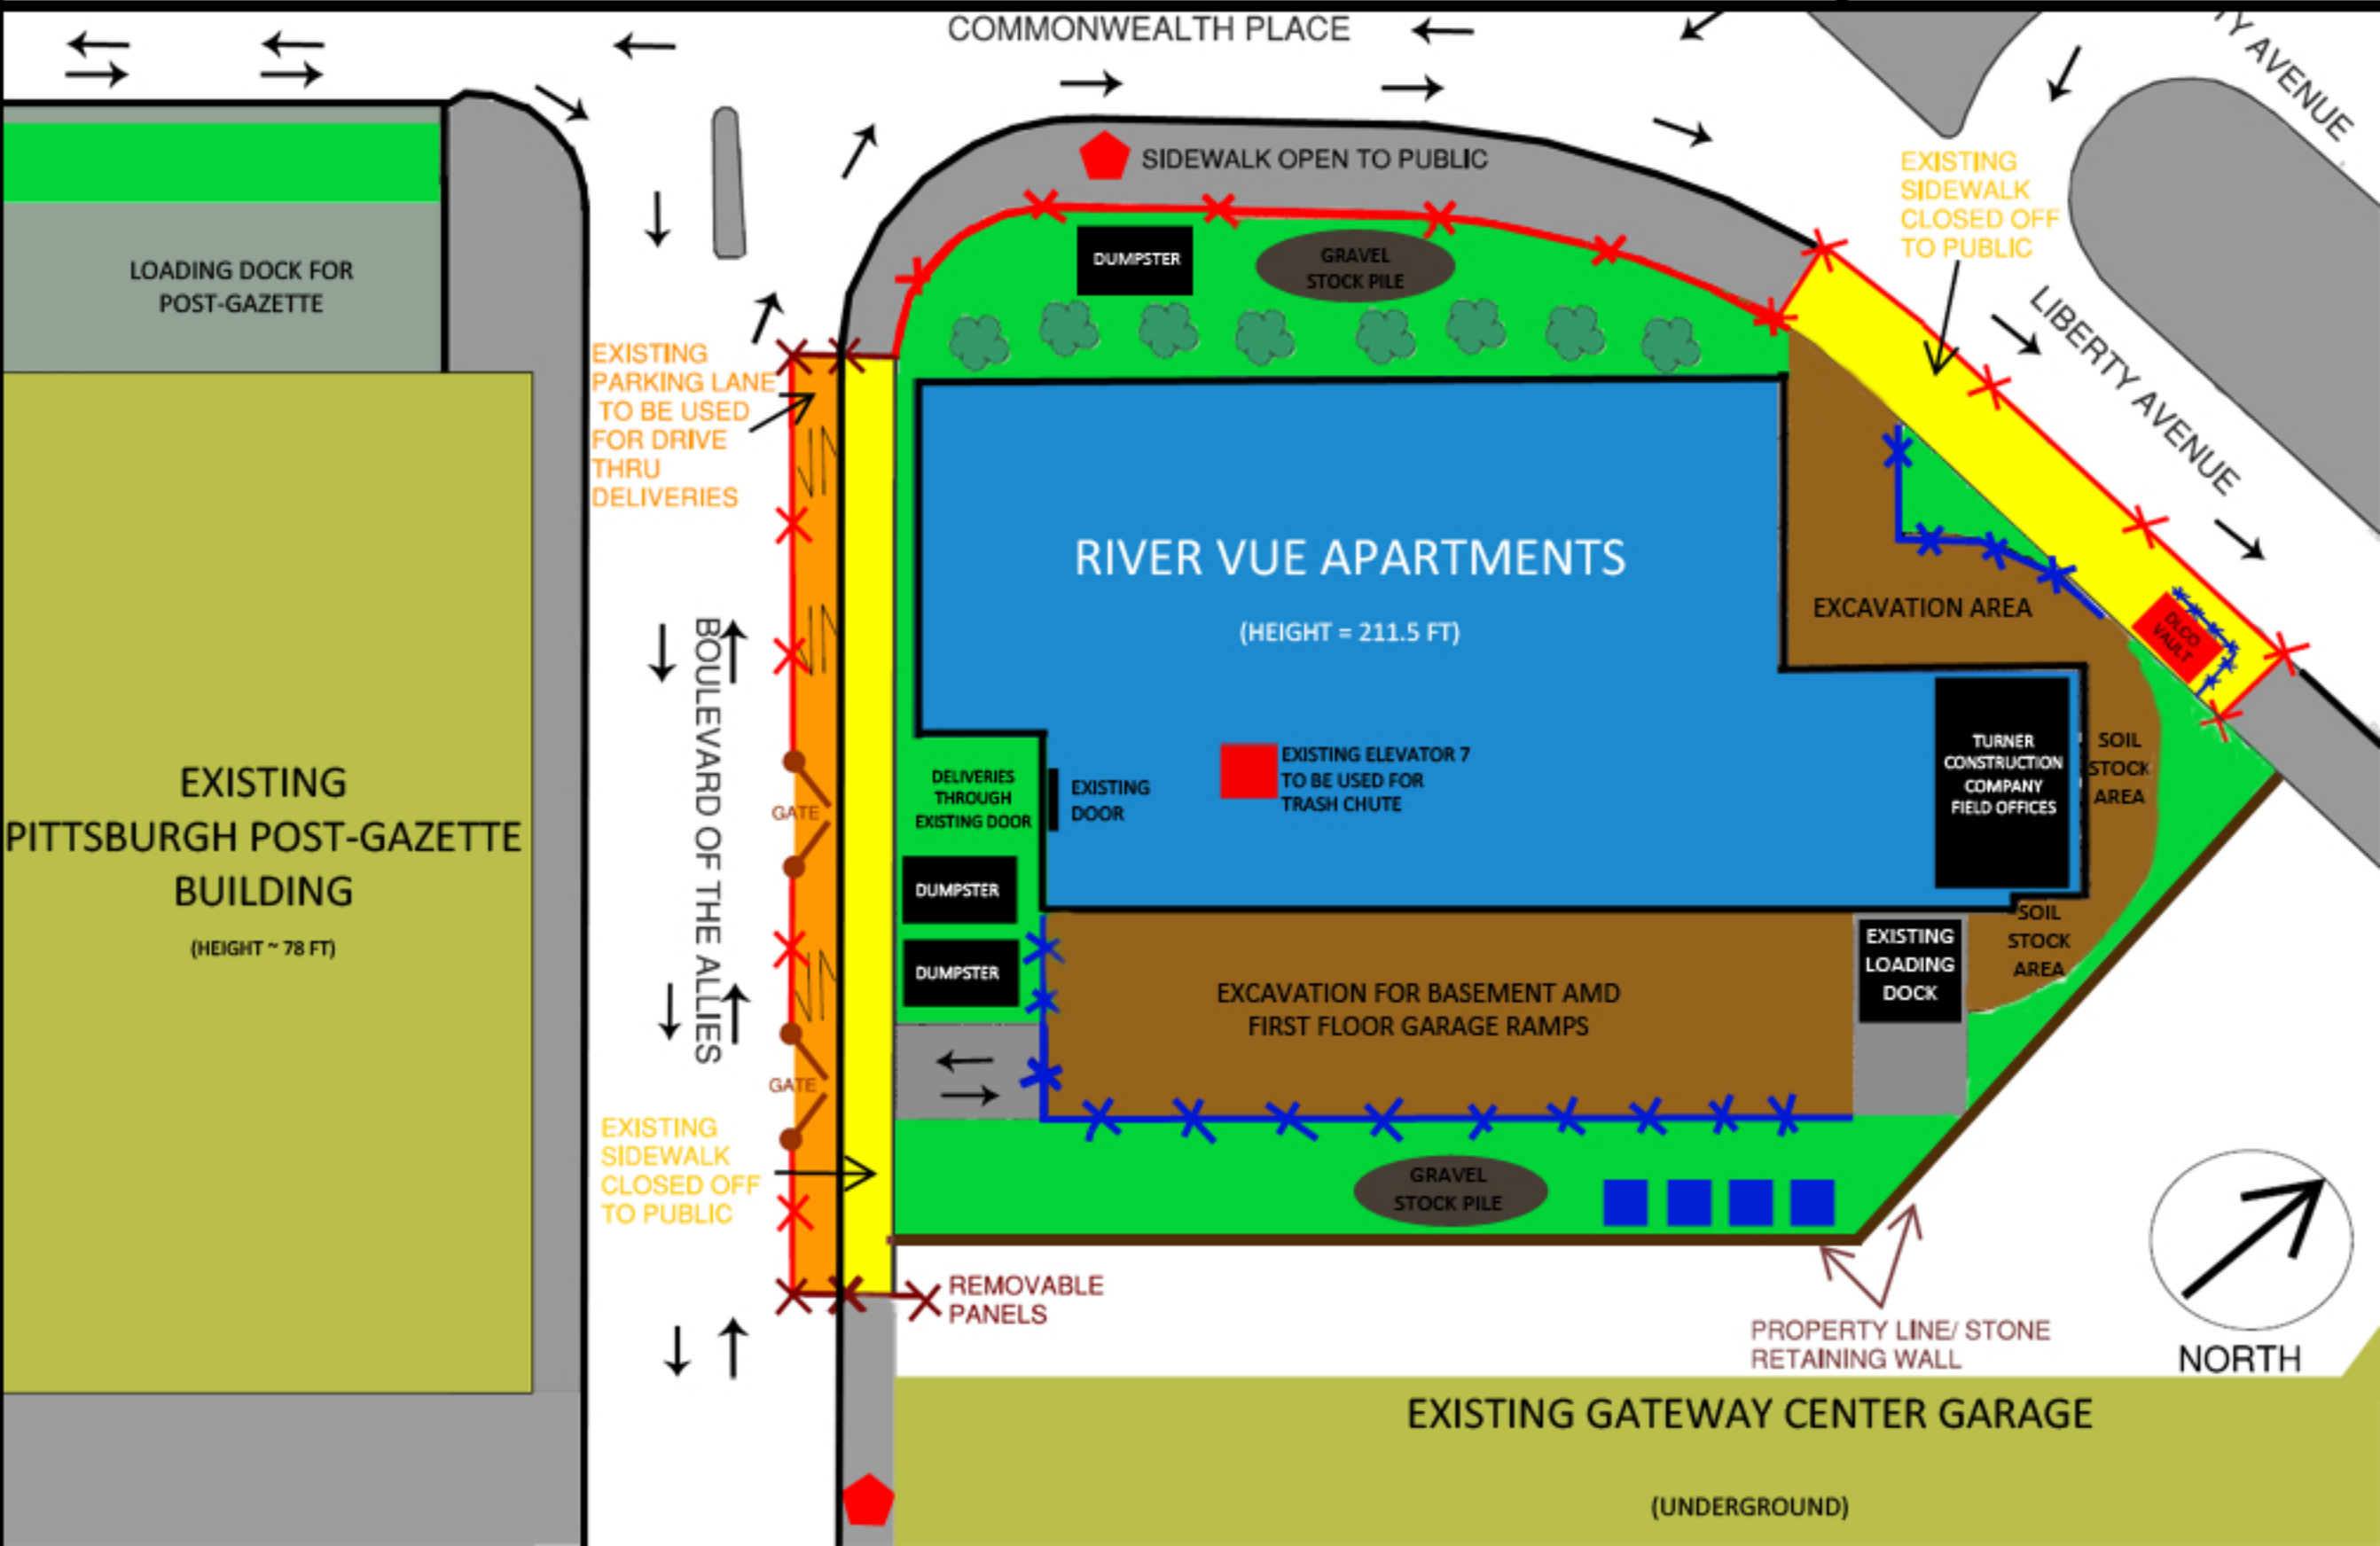 COMMONWEALTH PLACE
TY AVENUE
SIDEWALK OPEN TO PUBLIC
EXISTING
SIDEWALK
CLOSED OFF
TO PUBLIC
LOADING DOCK FOR
POST-GAZETTE
DUMPSTER
GRAVEL
STOCK PILE
LIBERTY AVENUE
EXISTING
PARKING LANE
TO BE USED
FOR DRIVE
THRU
DELIVERIES
RIVER VUE APARTMENTS
(HEIGHT = 211.5 FT)
EXCAVATION AREA
DLCO
VAULT
BOULEVARD OF THE ALLIES
EXISTING
PITTSBURGH POST-GAZETTE
BUILDING
(HEIGHT ~ 78 FT)
GATE
DELIVERIES
THROUGH
EXISTING DOOR
EXISTING
DOOR
EXISTING ELEVATOR 7
TO BE USED FOR
TRASH CHUTE
TURNER
CONSTRUCTION
COMPANY
FIELD OFFICES
SOIL
STOCK
AREA
DUMPSTER
DUMPSTER
SOIL
STOCK
AREA
EXISTING
LOADING
DOCK
EXCAVATION FOR BASEMENT AMD
FIRST FLOOR GARAGE RAMPS
GATE
EXISTING
SIDEWALK
CLOSED OFF
TO PUBLIC
GRAVEL
STOCK PILE
REMOVABLE
PANELS
PROPERTY LINE/ STONE
RETAINING WALL
NORTH
EXISTING GATEWAY CENTER GARAGE
(UNDERGROUND)